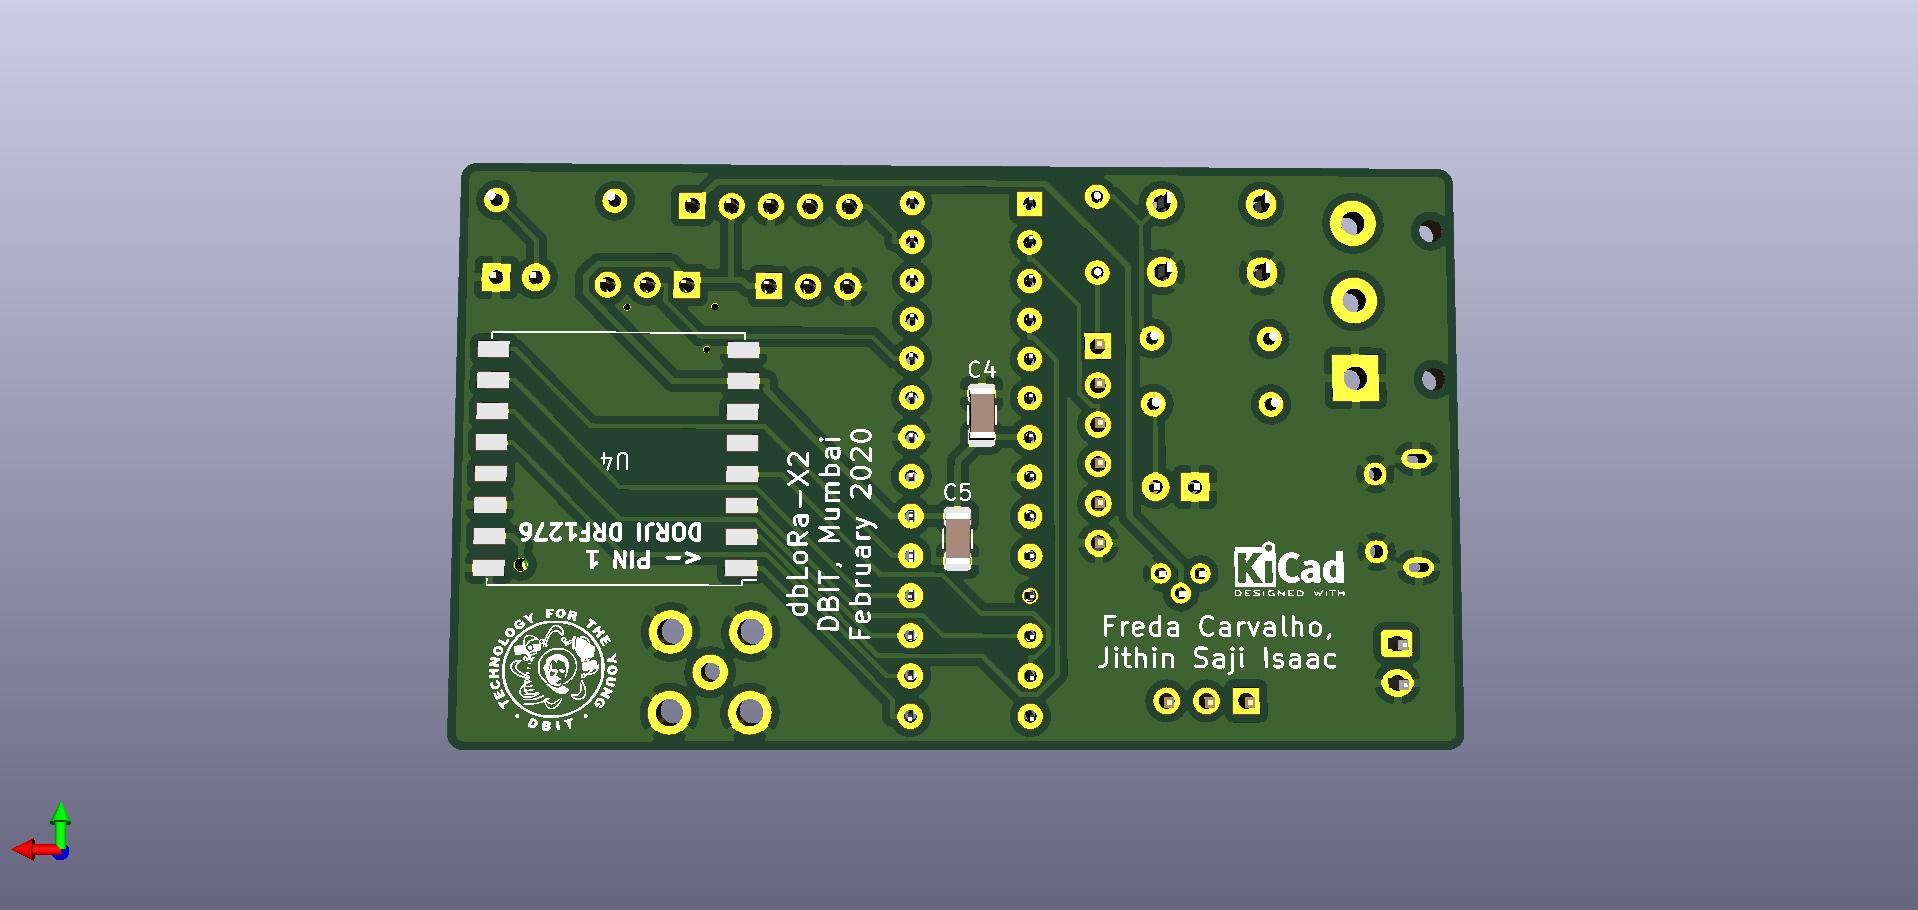 C4
C5
U4
DORJI DRF1276
<- PIN 1
dbLoRa-X2
DBIT, Mumbai
February 2020
KiCad
DESIGNED WITH
Freda Carvalho,
Jithin Saji Isaac
TECHNOLOGY FOR THE YOUNG
· DBIT ·